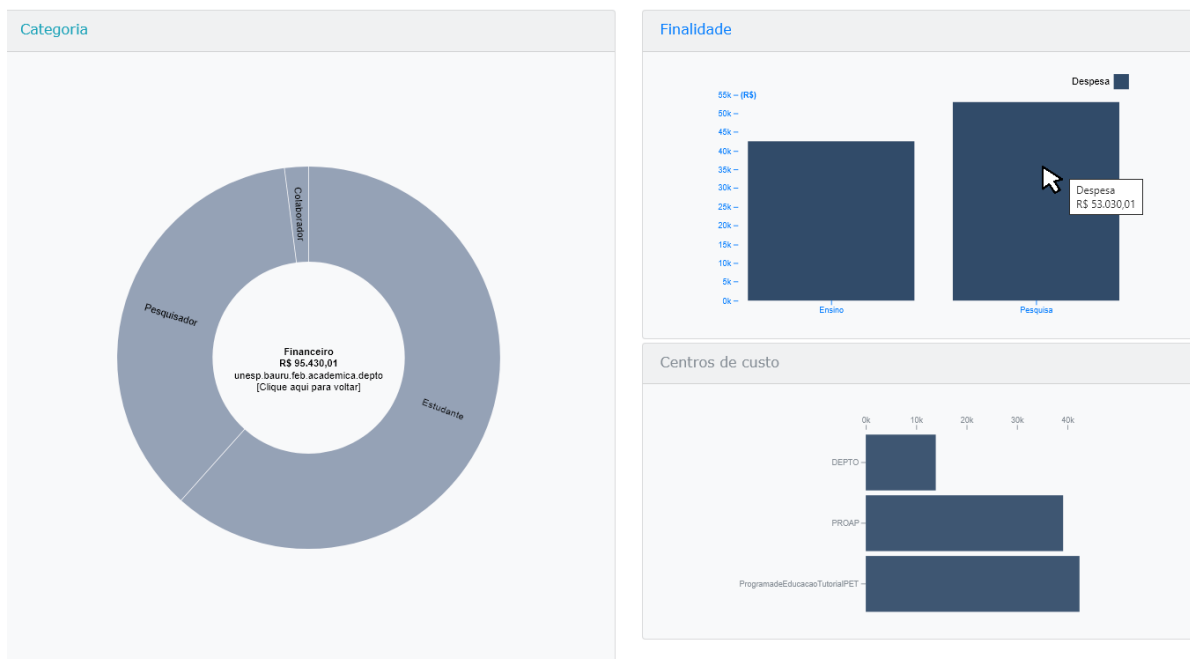 Categoria
Colaborador
Pesquisador
Financeiro
R$ 95.430,01
unesp.bauru.feb.academica.depto
[Clique aqui para voltar]
Estudante
Finalidade
Despesa
55k (R$)
50k
45k
40k
35k
30k
25k
20k
15k
10k
5k
0k
Despesa
R$ 53.030,01
Ensino Pesquisa
Centros de custo
0k 10k 20k 30k 40k
DEPTO
PROAP
ProgramadeEducacaoTutorialPET